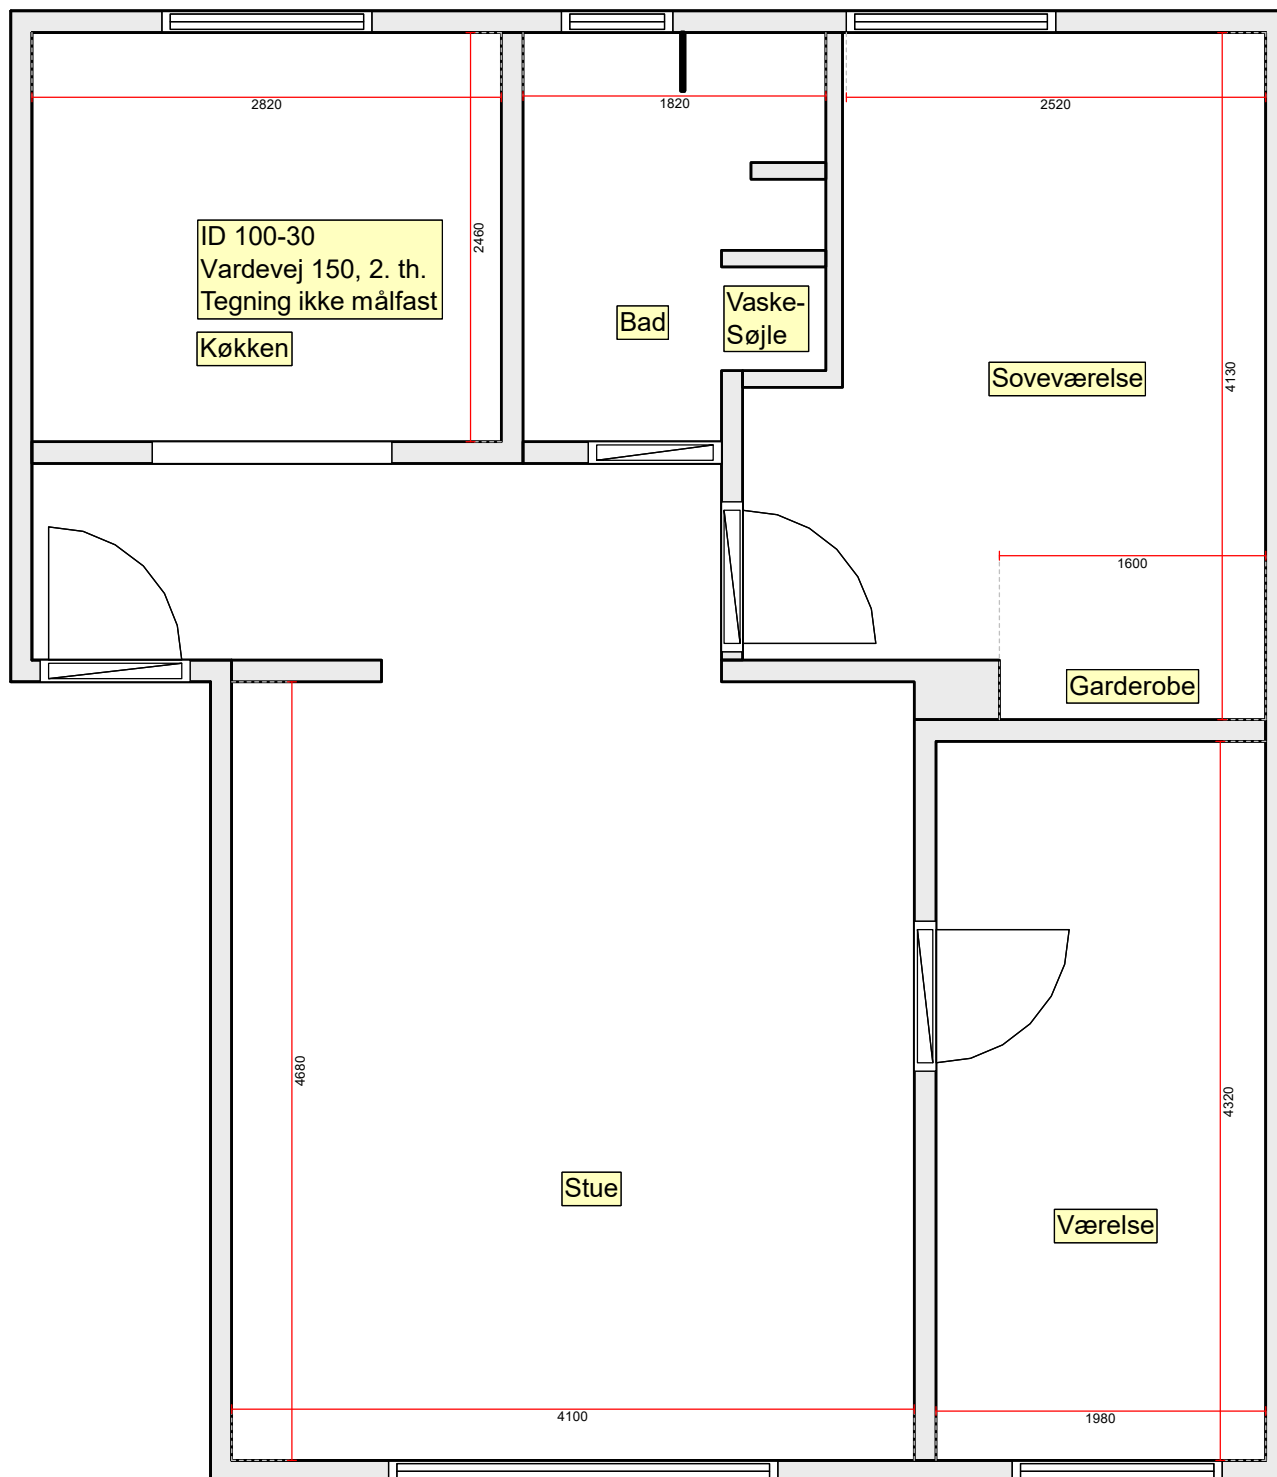 2820
1820
2520
2460
ID 100-30
Vardevej 150, 2. th.
Tegning ikke målfast
Køkken
Bad
Vaske-
Søjle
Soveværelse
4130
1600
Garderobe
4680
4320
Stue
Værelse
4100
1980